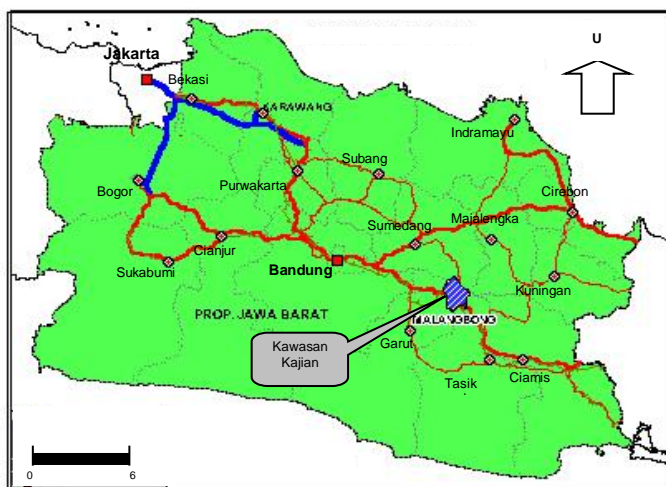 U
Jakarta
Bekasi
KARAWANG
Indramayu
Subang
Purwakarta
Bogor
Cirebon
Majalengka
Sumedang
Cianjur
Sukabumi
Bandung
Kuningan
PROP. JAWA BARAT
MALANGBONG
Kawasan
Kajian
Garut
Tasik
Ciamis
0 6